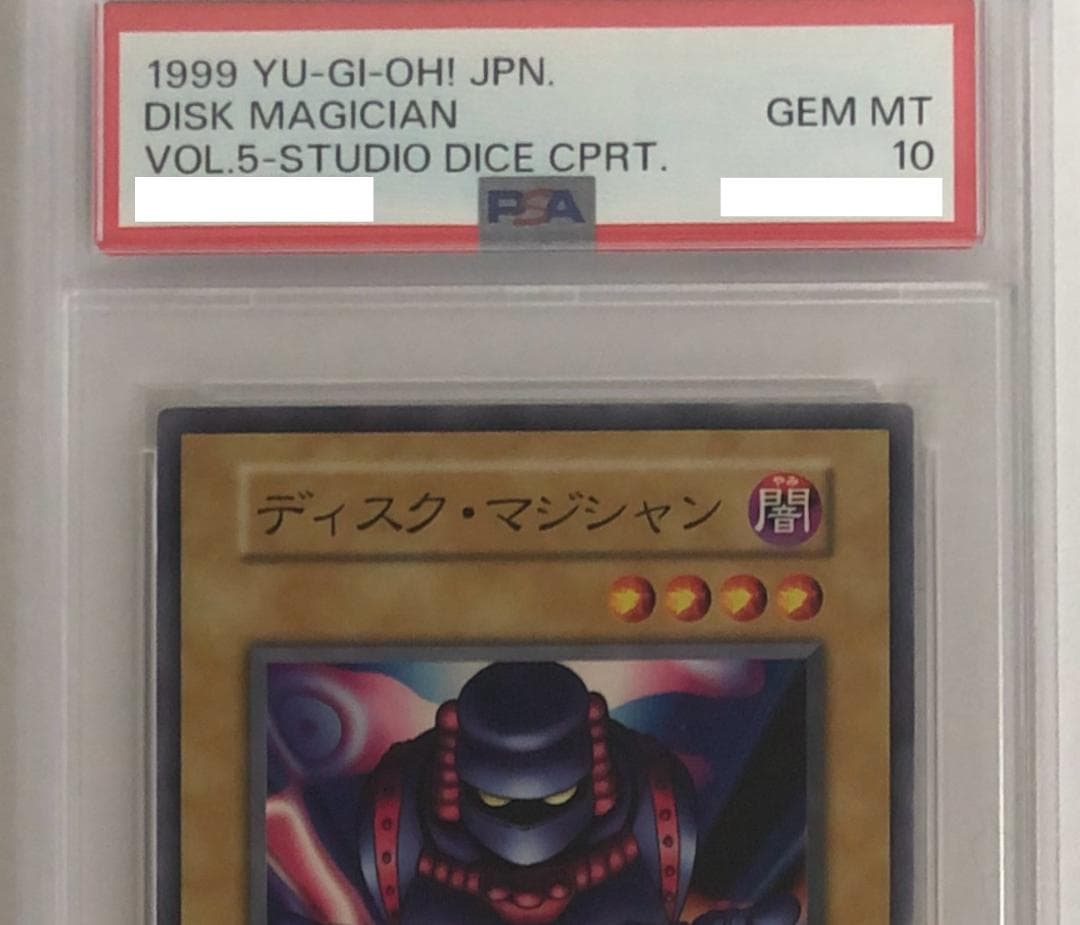 1999 YU-GI-OH! JPN.
DISK MAGICIAN GEM MT
VOL.5-STUDIO DICE CPRT. 10
PSA
ディスク・マジシャン 闇
やみ